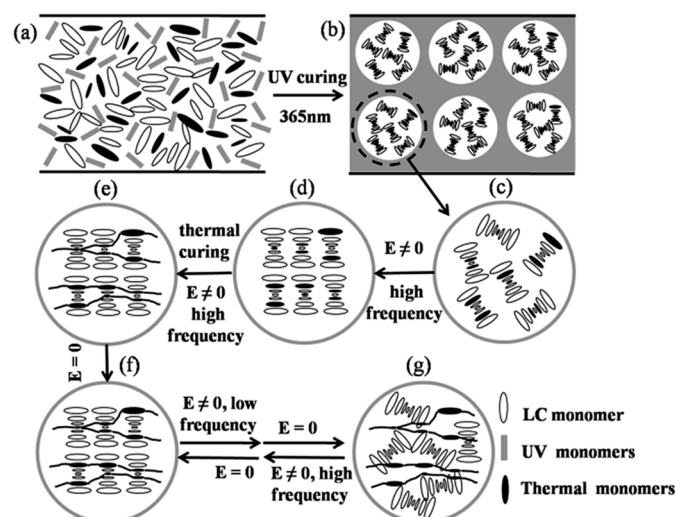 (a)
UV curing
365nm
(b)
(e)
thermal
curing
E ≠ 0
high
frequency
(d)
E ≠ 0
high
frequency
(c)
E = 0
(f)
E ≠ 0, low
frequency
E = 0
E = 0
E ≠ 0, high
frequency
(g)
LC monomer
UV monomers
Thermal monomers